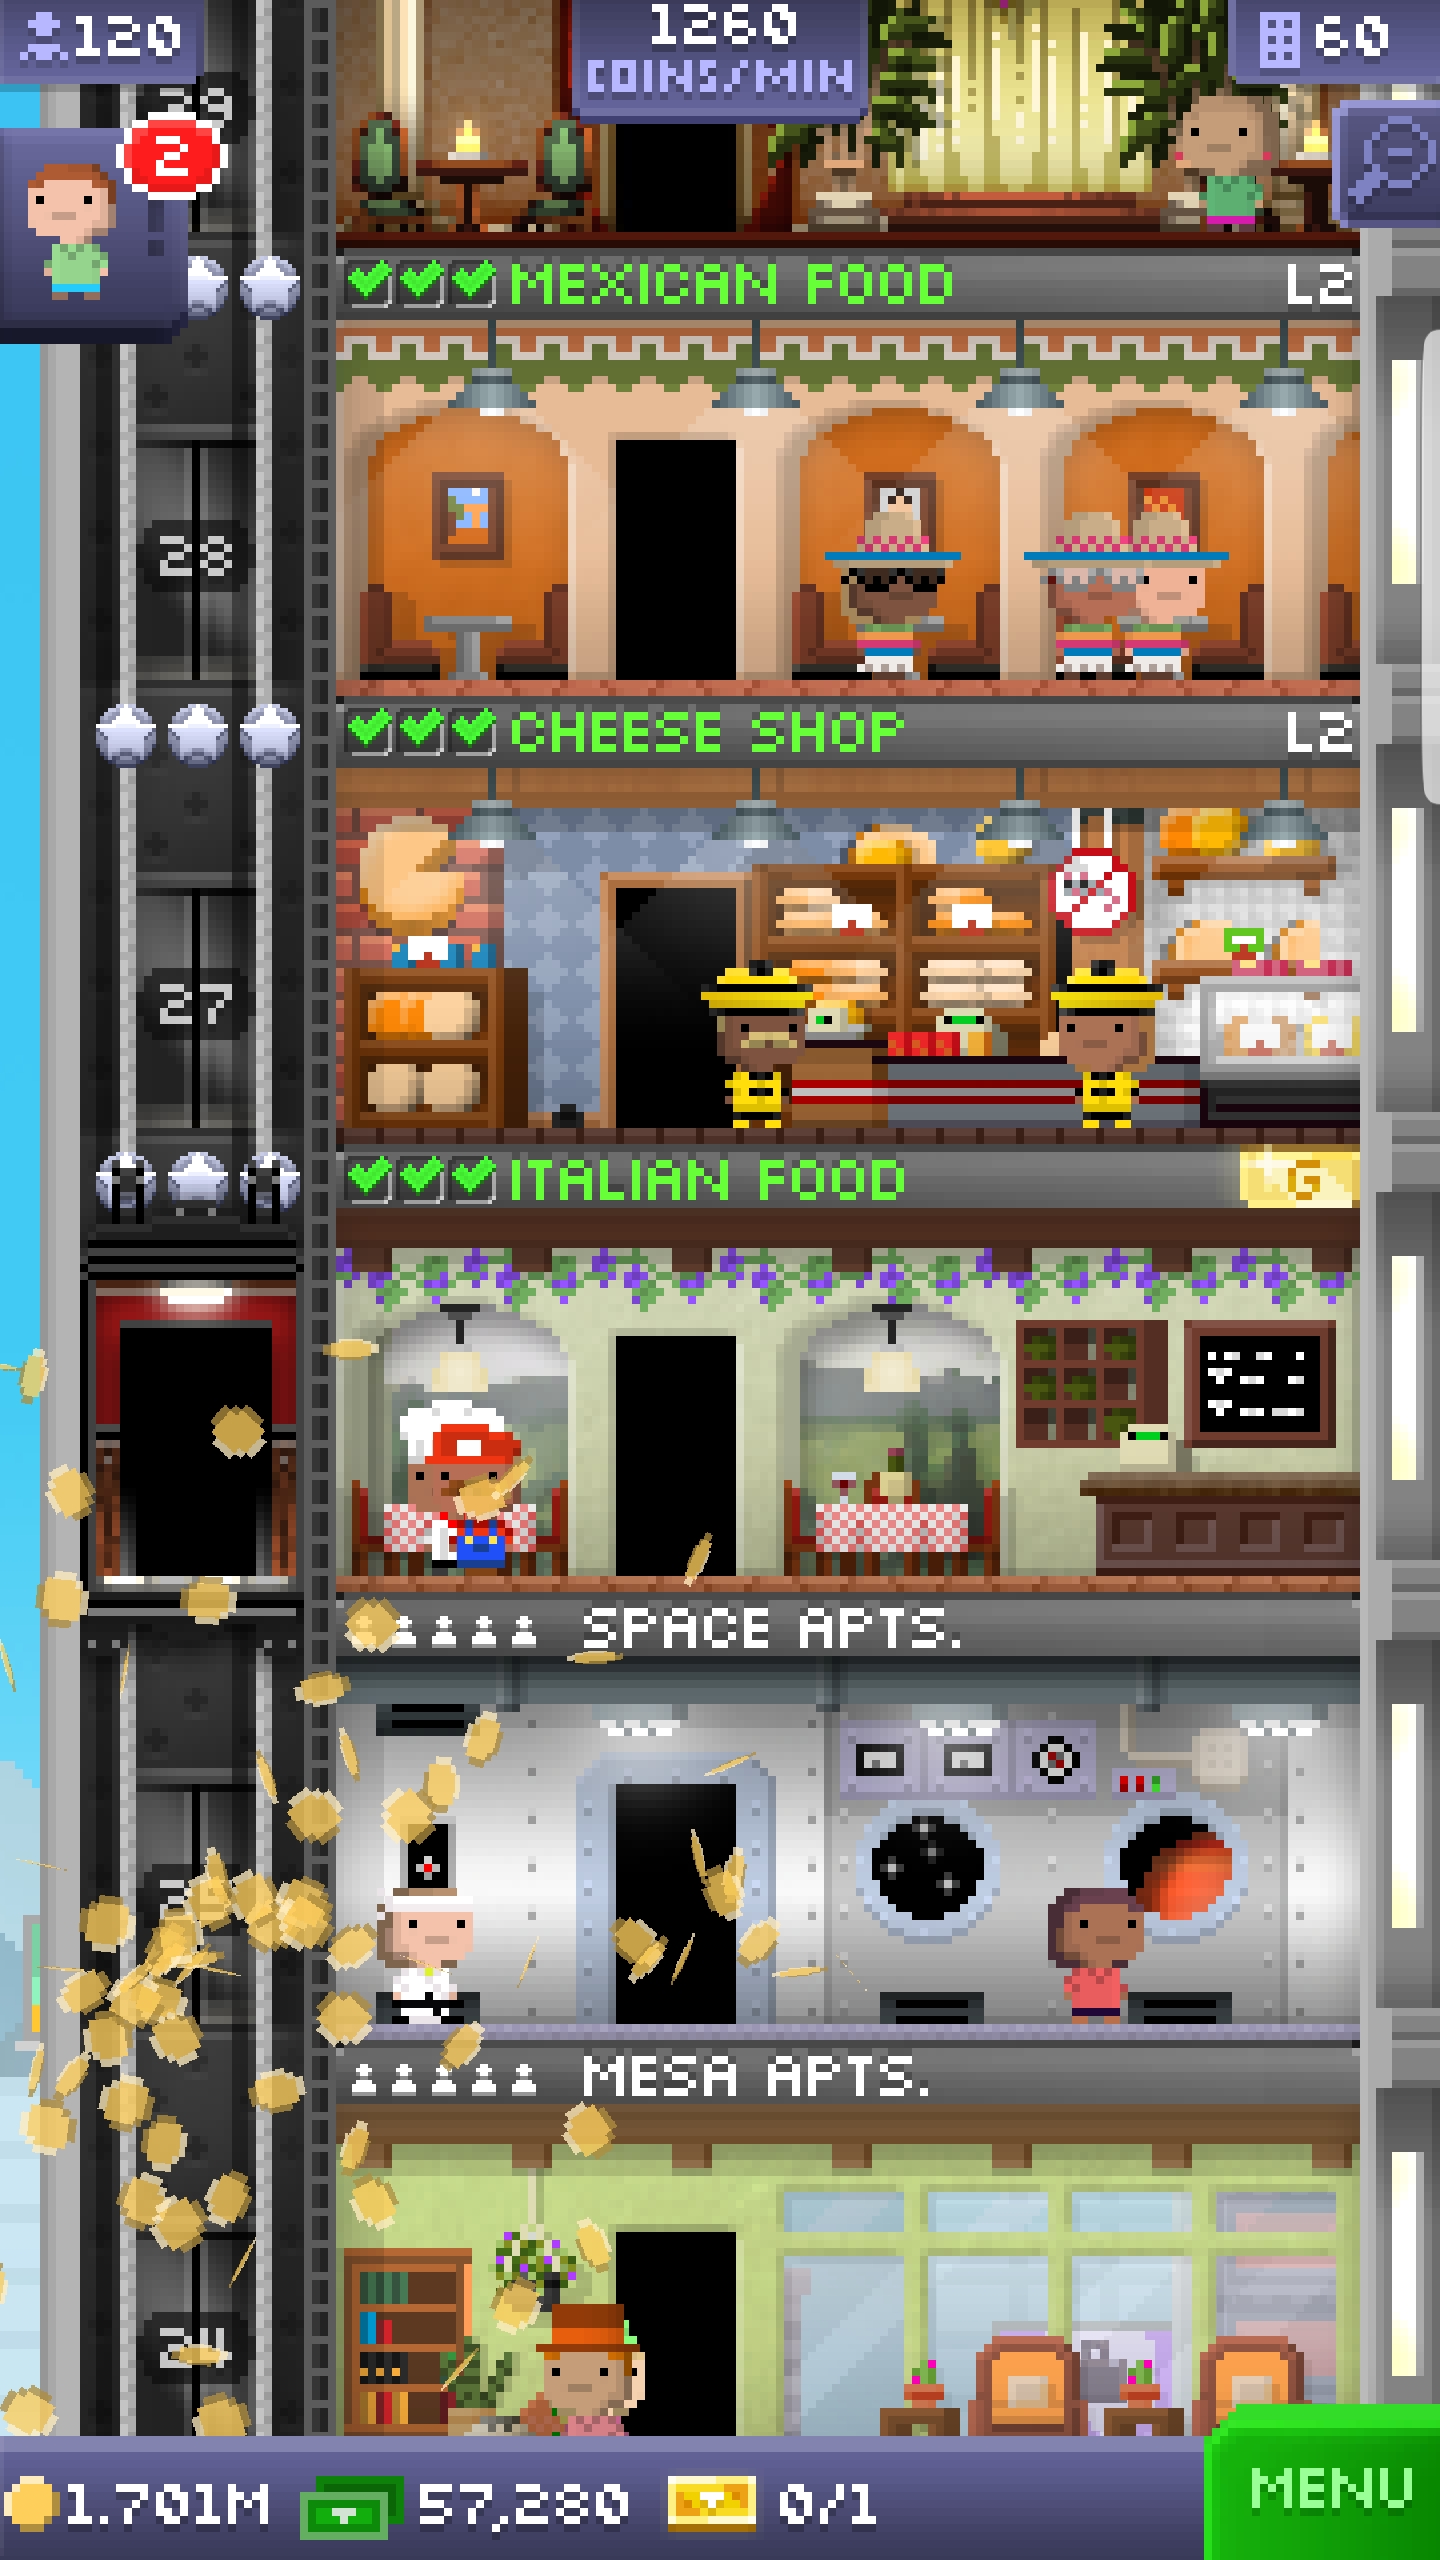 120
1260
COINS/MIN
60
2
29
MEXICAN FOOD
L2
28
CHEESE SHOP
L2
27
ITALIAN FOOD
G
SPACE APTS.
MESA APTS.
24
1.701M
57,280
0/1
MENU